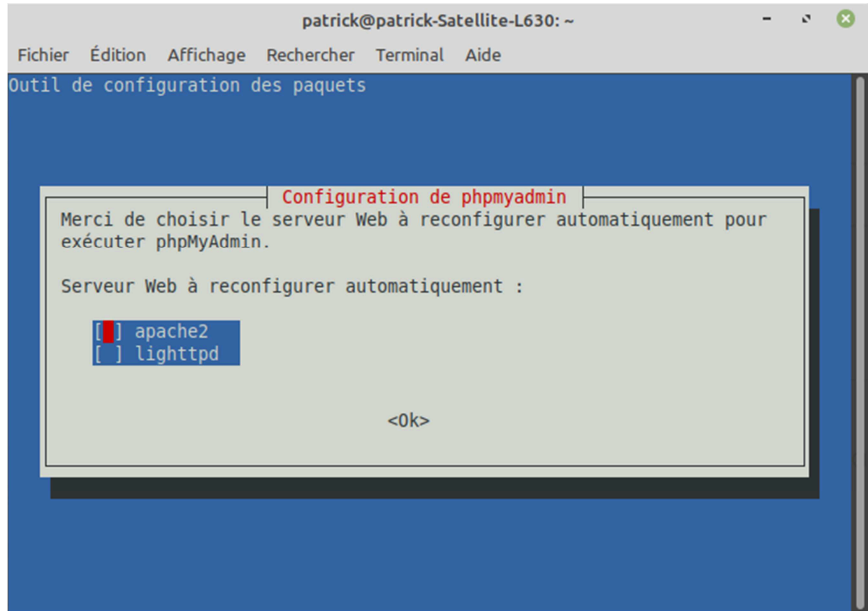 patrick@patrick-Satellite-L630: ~
Fichier Édition Affichage Rechercher Terminal Aide
Outil de configuration des paquets
Configuration de phpmyadmin
Merci de choisir le serveur Web à reconfigurer automatiquement pour
exécuter phpMyAdmin.
Serveur Web à reconfigurer automatiquement :
[ ] apache2
[ ] lighttpd
<Ok>